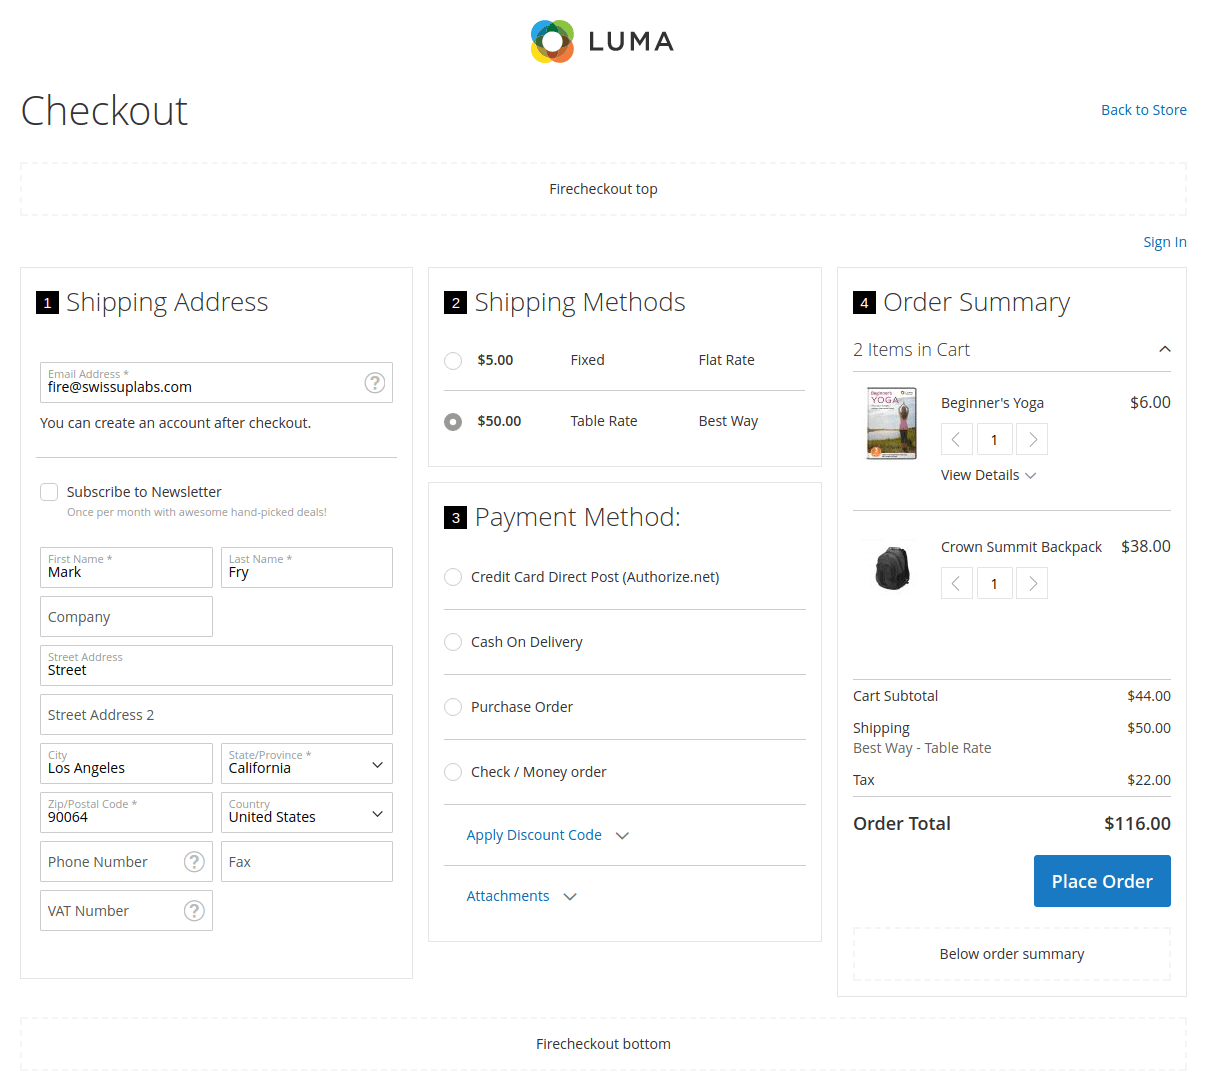 LUMA
Checkout
Back to Store
Firecheckout top
Sign In
1 Shipping Address
Email Address *
fire@swissuplabs.com
?
You can create an account after checkout.
Subscribe to Newsletter
Once per month with awesome hand-picked deals!
First Name *
Mark
Last Name *
Fry
Company
Street Address
Street
Street Address 2
City
Los Angeles
State/Province *
California
Zip/Postal Code *
90064
Country
United States
Phone Number ?
Fax
VAT Number ?
2 Shipping Methods
$5.00 Fixed Flat Rate
$50.00 Table Rate Best Way
3 Payment Method:
Credit Card Direct Post (Authorize.net)
Cash On Delivery
Purchase Order
Check / Money order
Apply Discount Code
Attachments
4 Order Summary
2 Items in Cart
Beginner's
YOGA
Beginner's Yoga $6.00
1
View Details
Crown Summit Backpack $38.00
1
Cart Subtotal $44.00
Shipping $50.00
Best Way - Table Rate
Tax $22.00
Order Total $116.00
Place Order
Below order summary
Firecheckout bottom